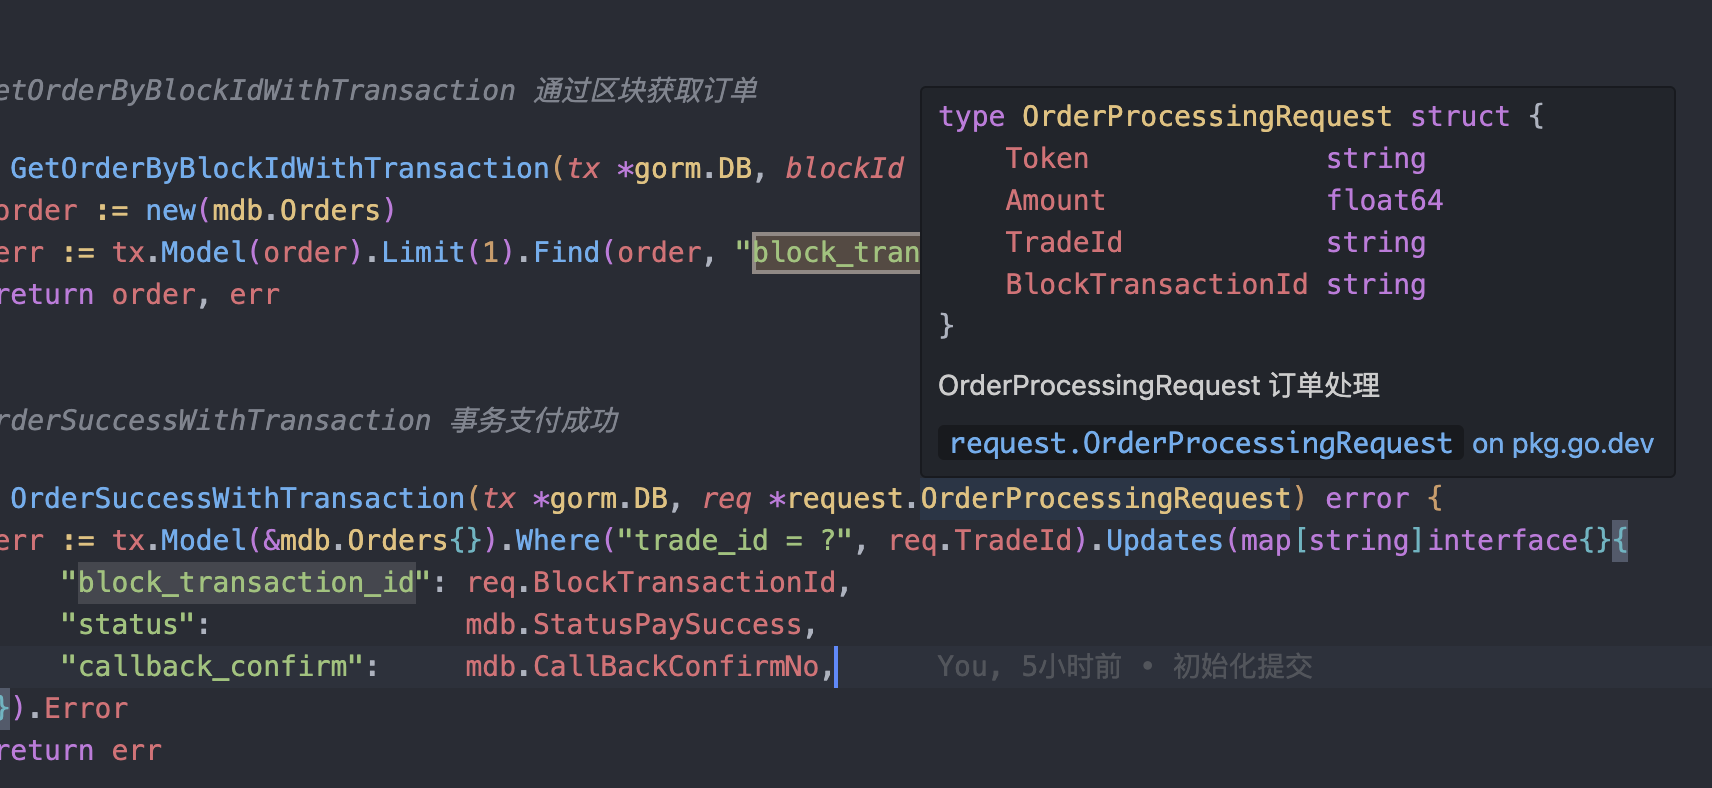 etOrderByBlockIdWithTransaction 通过区块获取订单
GetOrderByBlockIdWithTransaction(tx *gorm.DB, blockId
order := new(mdb.Orders)
err := tx.Model(order).Limit(1).Find(order, "block_tran
return order, err
type OrderProcessingRequest struct {
Token string
Amount float64
TradeId string
BlockTransactionId string
}
OrderProcessingRequest 订单处理
request.OrderProcessingRequest on pkg.go.dev
rderSuccessWithTransaction 事务支付成功
OrderSuccessWithTransaction(tx *gorm.DB, req *request.OrderProcessingRequest) error {
err := tx.Model(&mdb.Orders{}).Where("trade_id = ?", req.TradeId).Updates(map[string]interface{}{
"block_transaction_id": req.BlockTransactionId,
"status": mdb.StatusPaySuccess,
"callback_confirm": mdb.CallBackConfirmNo, You, 5小时前 • 初始化提交
}).Error
return err